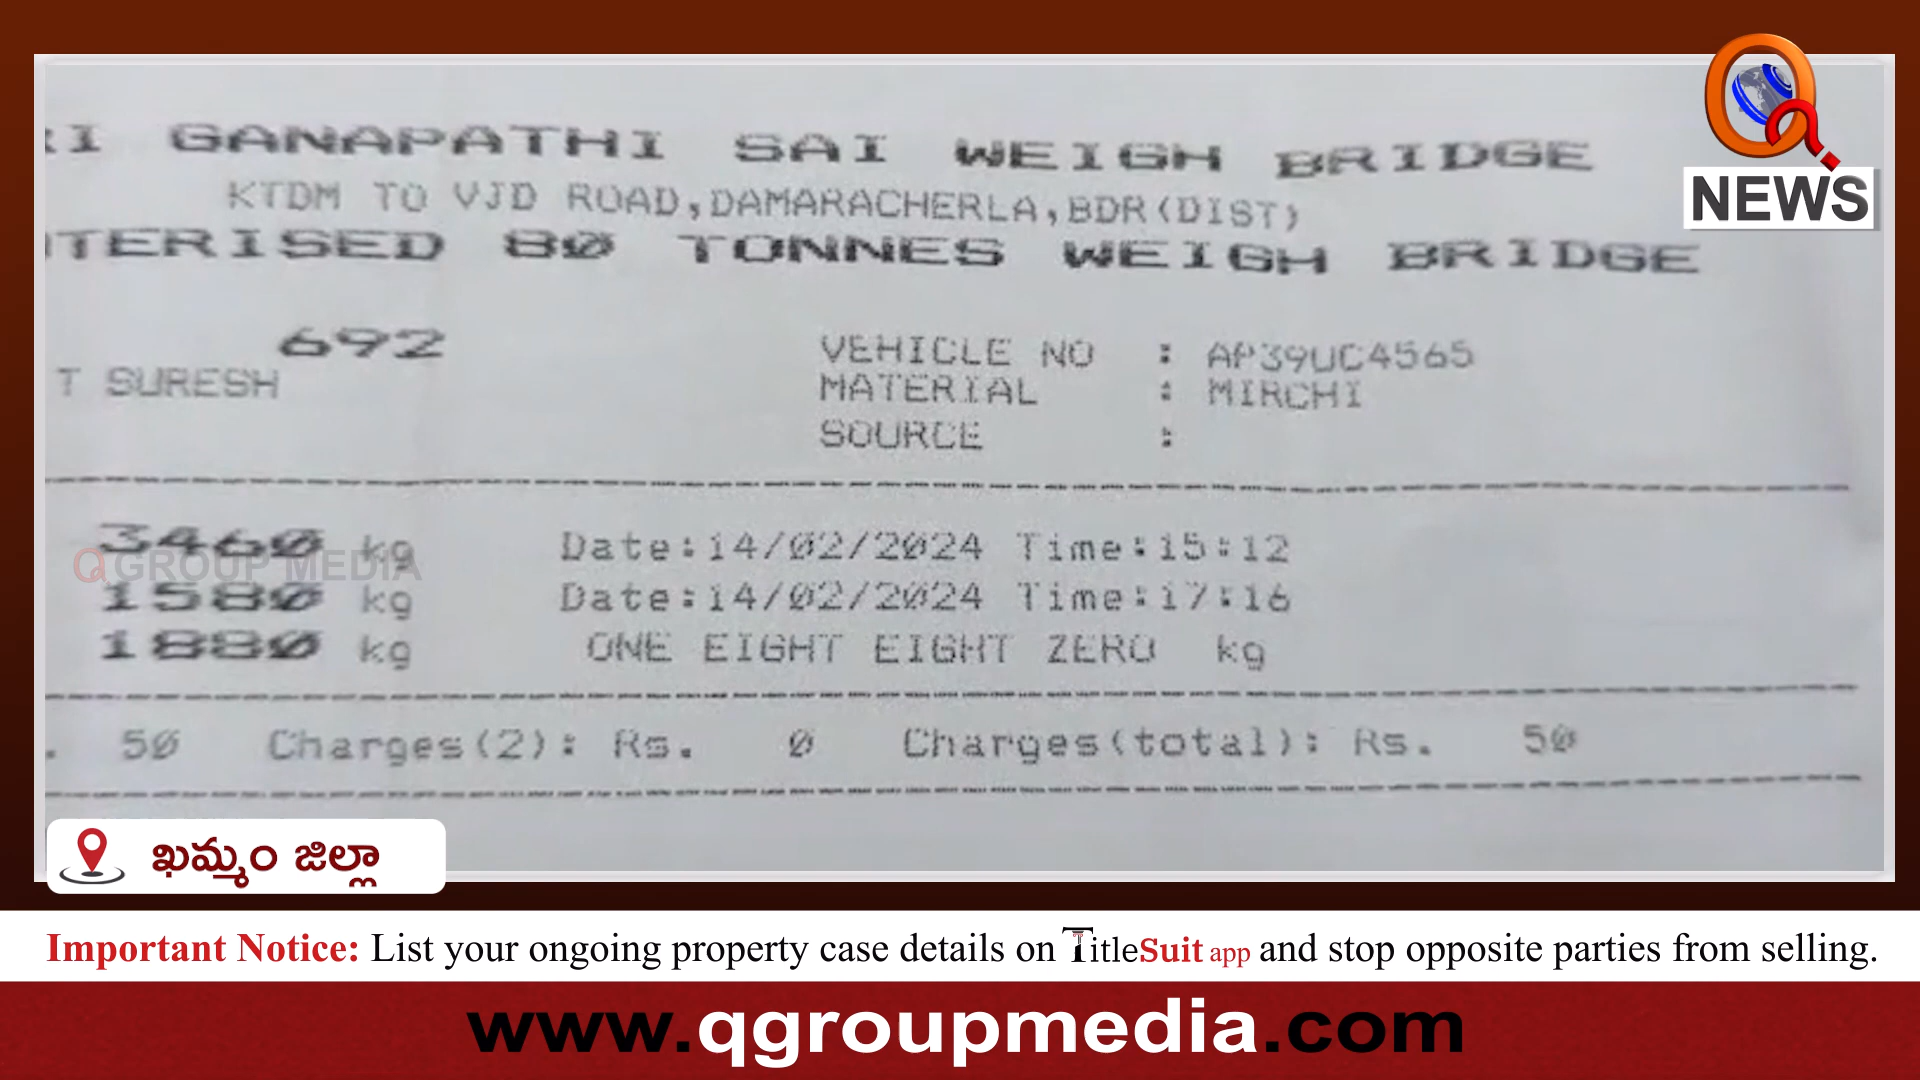 RI GANAPATHI SAI WEIGH BRIDGE
KTDM TO VJD ROAD,DAMARACHERLA,BDR(DIST)
TERISED 80 TONNES WEIGH BRIDGE
692
VEHICLE NO : AP39UC4565
T SURESH
MATERIAL : MIRCHI
SOURCE :
3460 kg Date:14/02/2024 Time:15:12
1580 kg Date:14/02/2024 Time:17:16
1880 kg ONE EIGHT EIGHT ZERO kg
. 50 Charges(2): Rs. 0 Charges(total): Rs. 50
Q GROUP MEDIA
Q NEWS
ఖమ్మం జిల్లా
Important Notice: List your ongoing property case details on TitleSuit app and stop opposite parties from selling.
www.qgroupmedia.com